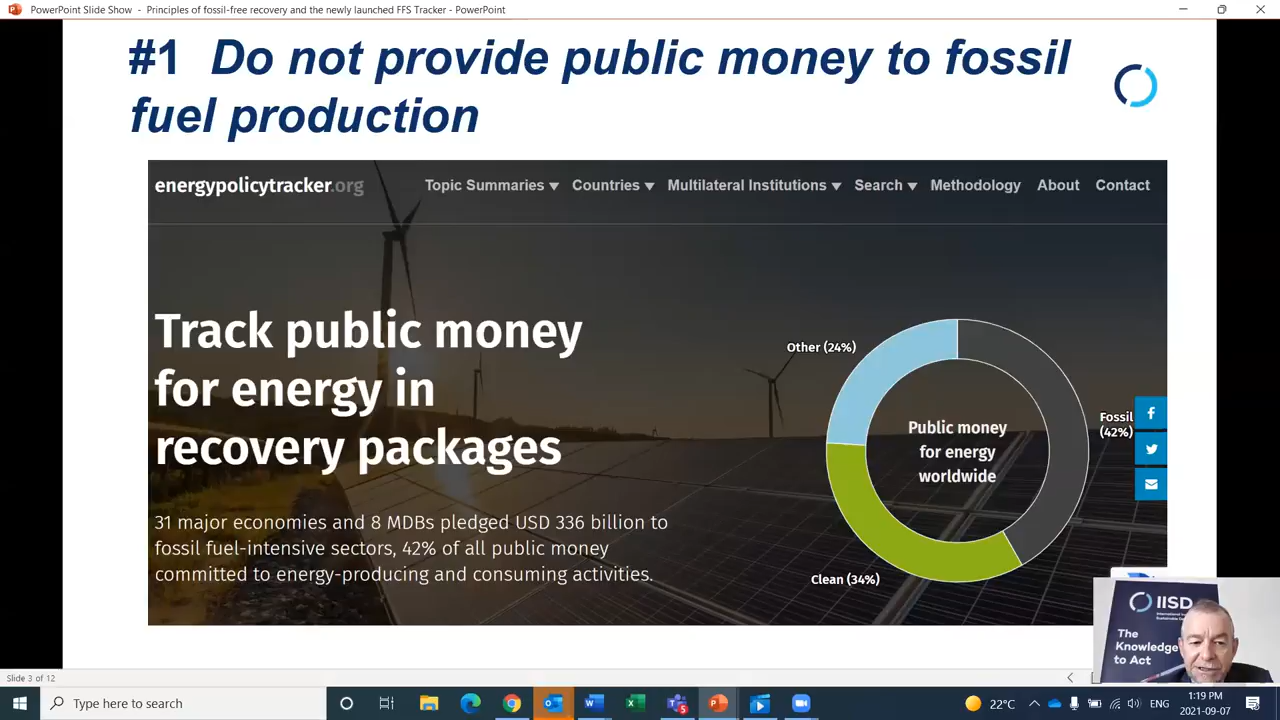 PowerPoint Slide Show - Principles of fossil-free recovery and the newly launched FFS Tracker - PowerPoint
#1 Do not provide public money to fossil
fuel production
energypolicytracker.org
Topic Summaries ▼ Countries ▼ Multilateral Institutions ▼ Search ▼ Methodology About Contact
Track public money
for energy in
recovery packages
31 major economies and 8 MDBs pledged USD 336 billion to
fossil fuel-intensive sectors, 42% of all public money
committed to energy-producing and consuming activities.
Other (24%)
Fossil
(42%)
Public money
for energy
worldwide
Clean (34%)
IISD
The
Knowledge
to Act
Slide 3 of 12
Type here to search
22°C
ENG
1:19 PM
2021-09-07